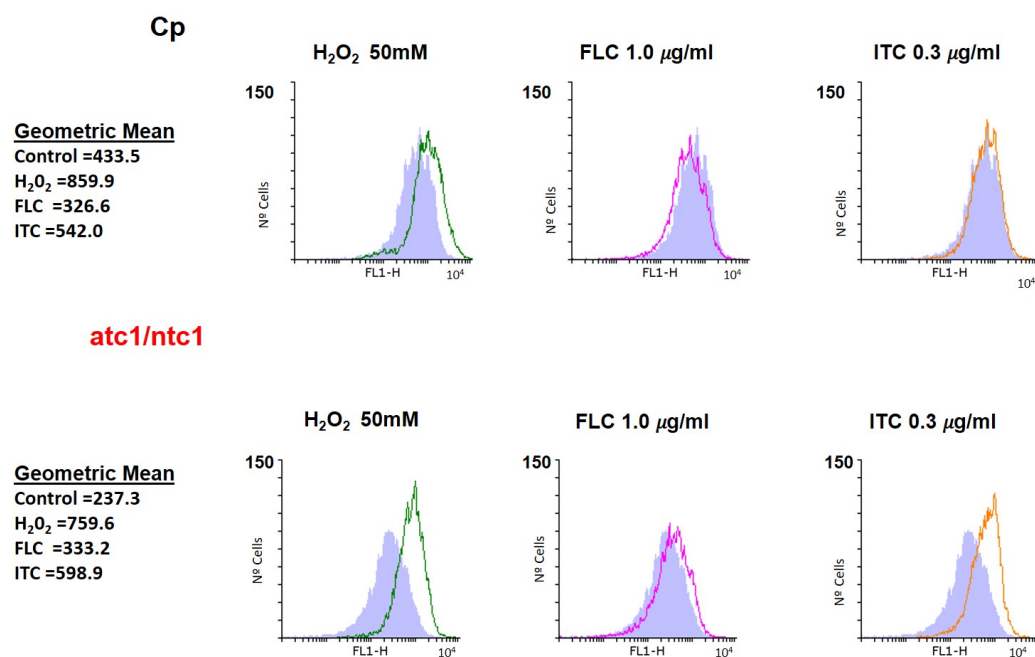 Cp
H₂O₂ 50mM
FLC 1.0 µg/ml
ITC 0.3 µg/ml
150
150
150
Geometric Mean
Control =433.5
H₂O₂ =859.9
FLC =326.6
ITC =542.0
Nº Cells
Nº Cells
Nº Cells
FL1-H
10⁴
FL1-H
10⁴
FL1-H
10⁴
atc1/ntc1
H₂O₂ 50mM
FLC 1.0 µg/ml
ITC 0.3 µg/ml
150
150
150
Geometric Mean
Control =237.3
H₂0₂ =759.6
FLC =333.2
ITC =598.9
Nº Cells
Nº Cells
Nº Cells
FL1-H
10⁴
FL1-H
10⁴
FL1-H
10⁴